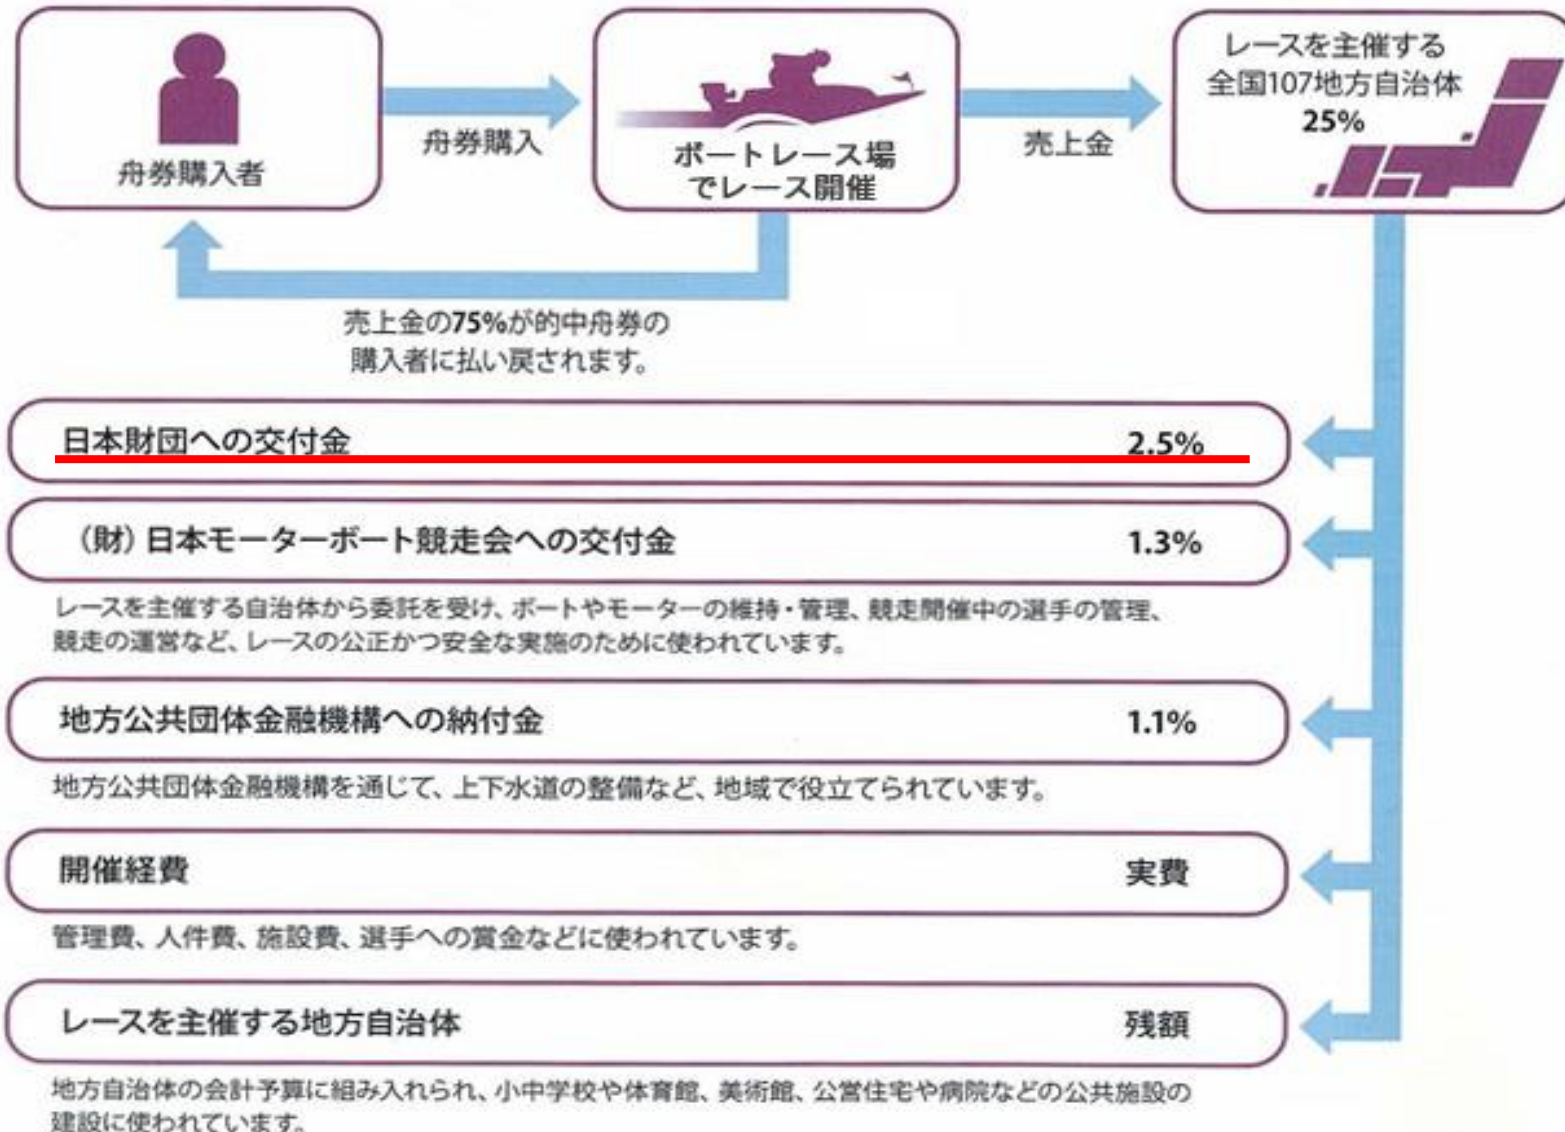 舟券購入者
舟券購入
ボートレース場
でレース開催
売上金
レースを主催する
全国107地方自治体
25%
売上金の75%が的中舟券の
購入者に払い戻されます。
日本財団への交付金 2.5%
（財）日本モーターボート競走会への交付金 1.3%
レースを主催する自治体から委託を受け、ボートやモーターの維持・管理、競走開催中の選手の管理、
競走の運営など、レースの公正かつ安全な実施のために使われています。
地方公共団体金融機構への納付金 1.1%
地方公共団体金融機構を通じて、上下水道の整備など、地域で役立てられています。
開催経費 実費
管理費、人件費、施設費、選手への賞金などに使われています。
レースを主催する地方自治体 残額
地方自治体の会計予算に組み入れられ、小中学校や体育館、美術館、公営住宅や病院などの公共施設の
建設に使われています。